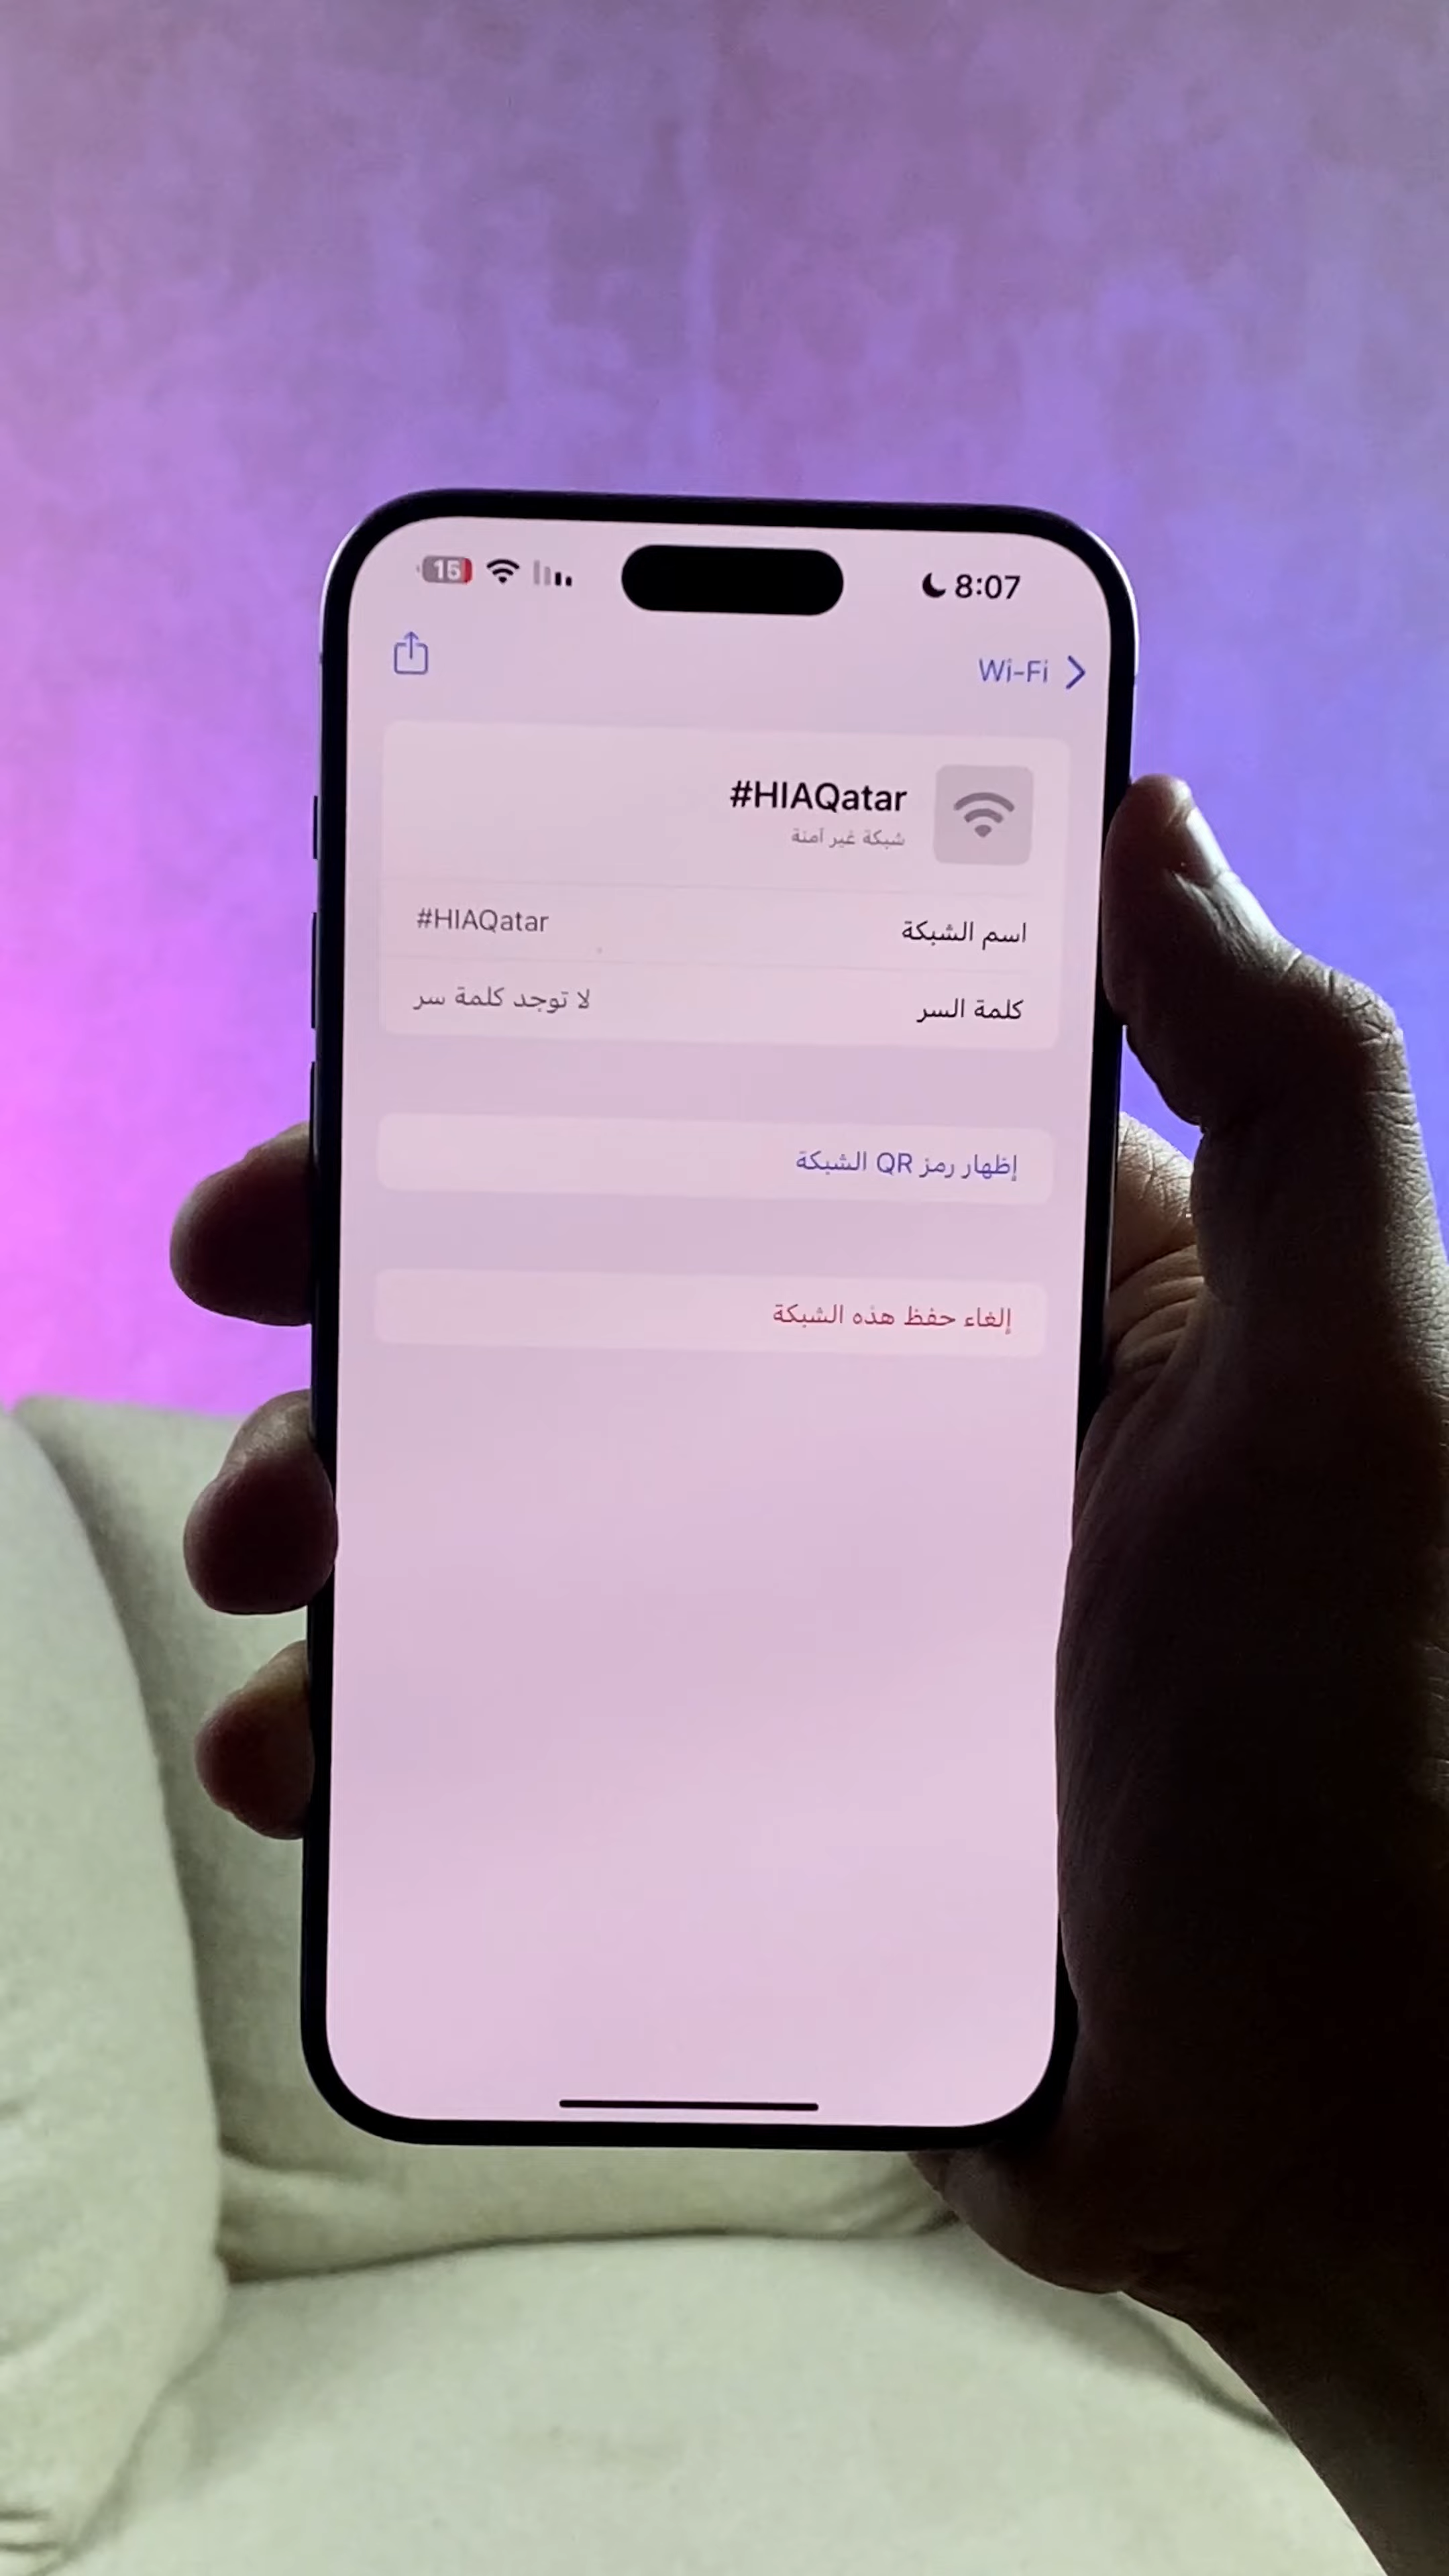 8:07
15
Wi-Fi
#HIAQatar
شبكة غير آمنة
اسم الشبكة #HIAQatar
كلمة السر لا توجد كلمة سر
إظهار رمز QR الشبكة
إلغاء حفظ هذه الشبكة